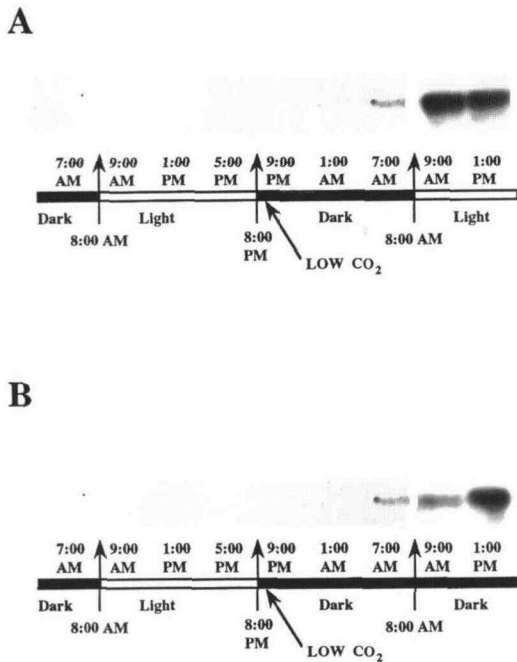 A
7:00 9:00 1:00 5:00 9:00 1:00 7:00 9:00 1:00
AM AM PM PM PM AM AM AM PM
Dark Light Dark Light
8:00 AM 8:00 8:00 AM
PM
LOW CO₂
B
7:00 9:00 1:00 5:00 9:00 1:00 7:00 9:00 1:00
AM AM PM PM PM AM AM AM PM
Dark Light Dark Dark
8:00 AM 8:00 8:00 AM
PM
LOW CO₂